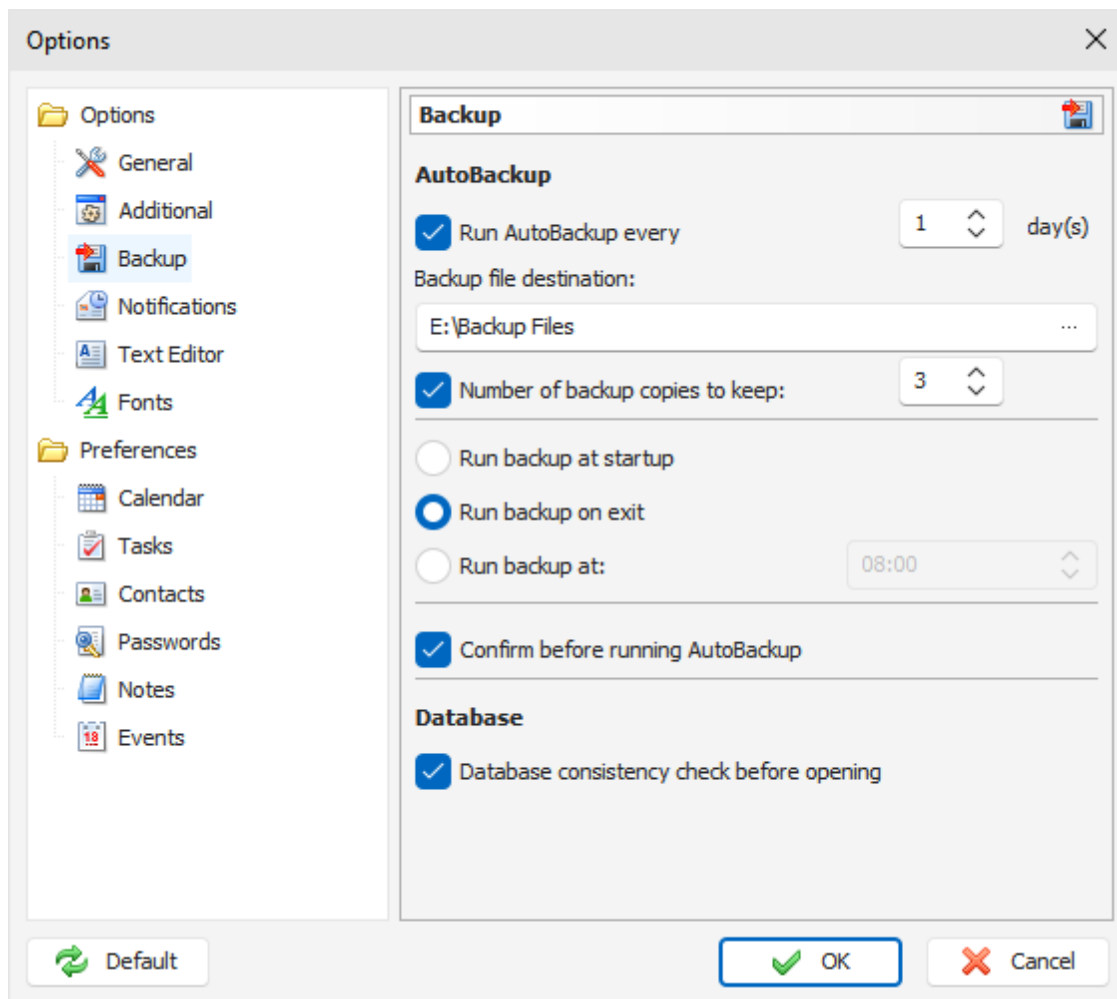 Options
Options
General
Additional
Backup
Notifications
Text Editor
Fonts
Preferences
Calendar
Tasks
Contacts
Passwords
Notes
Events
Backup
AutoBackup
Run AutoBackup every 1 day(s)
Backup file destination:
E:\Backup Files ...
Number of backup copies to keep: 3
Run backup at startup
Run backup on exit
Run backup at: 08:00
Confirm before running AutoBackup
Database
Database consistency check before opening
Default OK Cancel